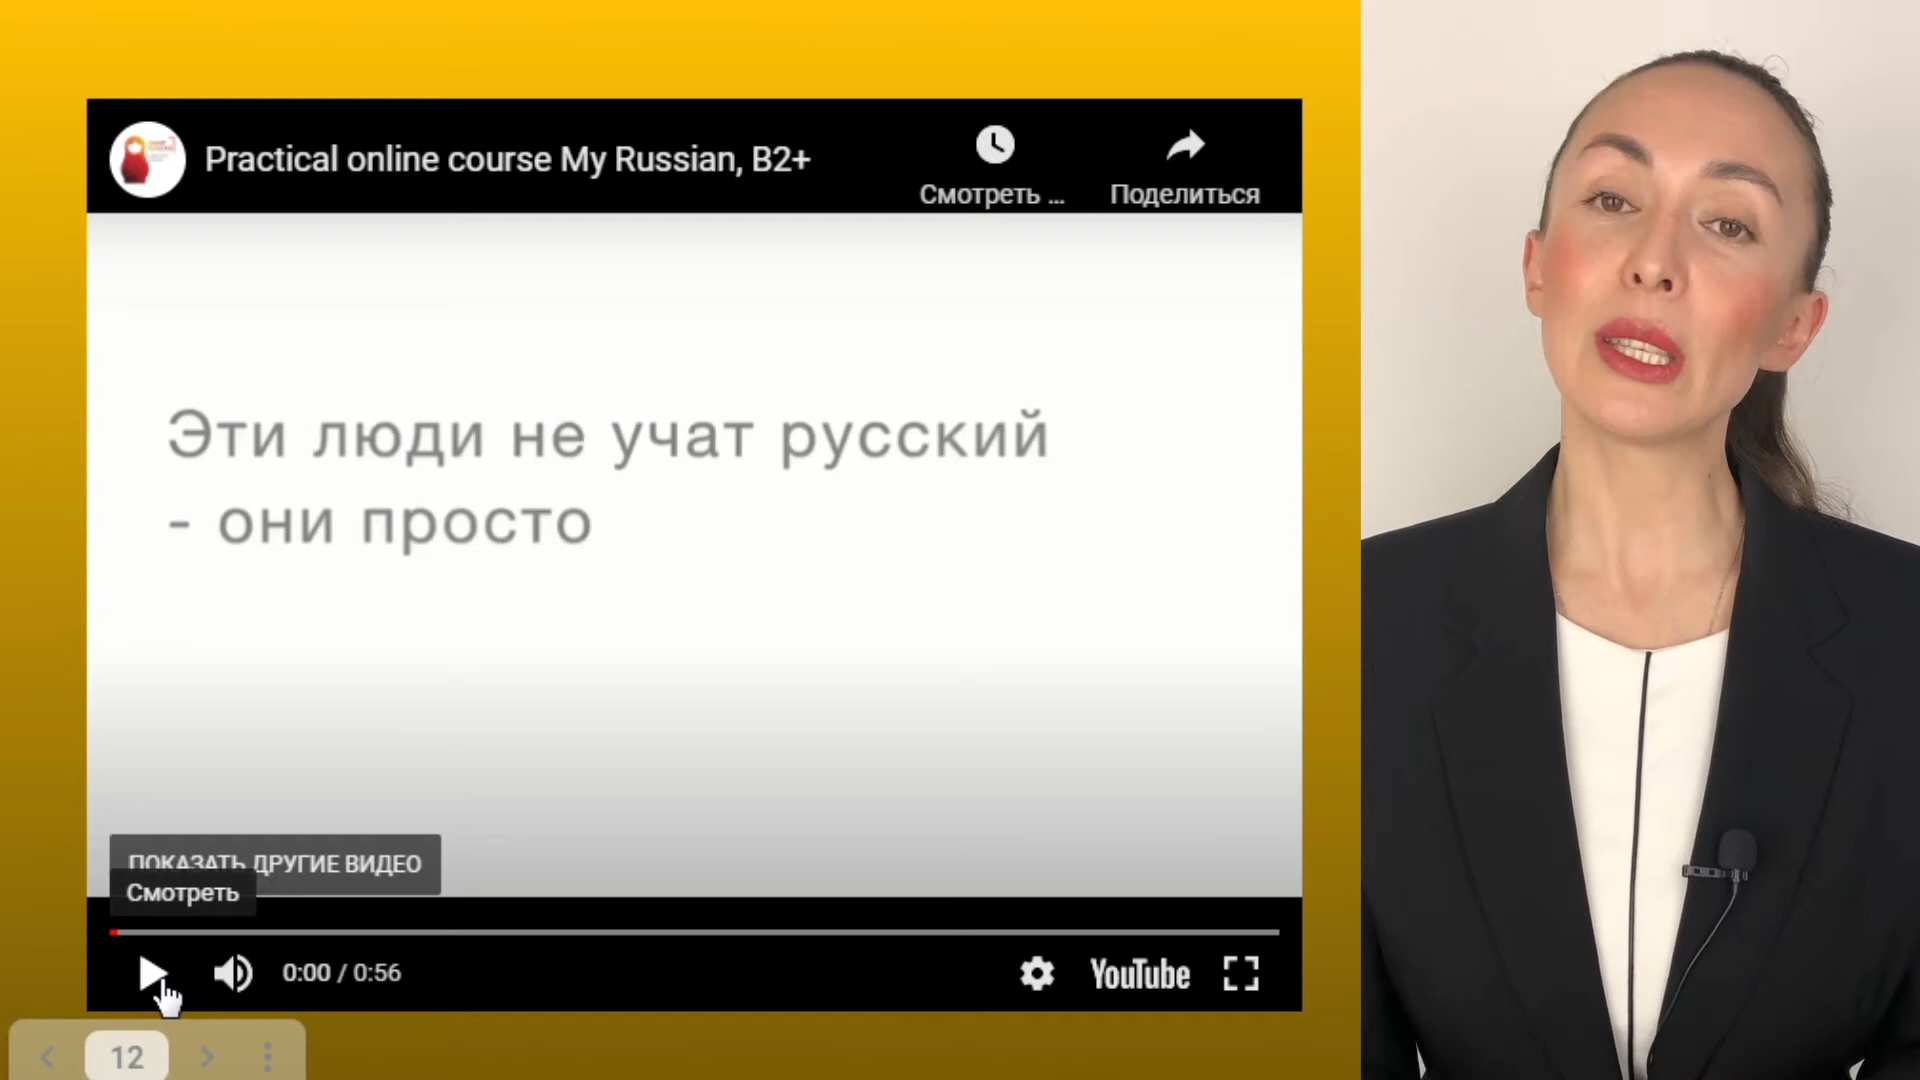 Practical online course My Russian, B2+
Смотреть ...
Поделиться
Эти люди не учат русский
- они просто
ПОКАЗАТЬ ДРУГИЕ ВИДЕО
Смотреть
0:00 / 0:56
YouTube
12